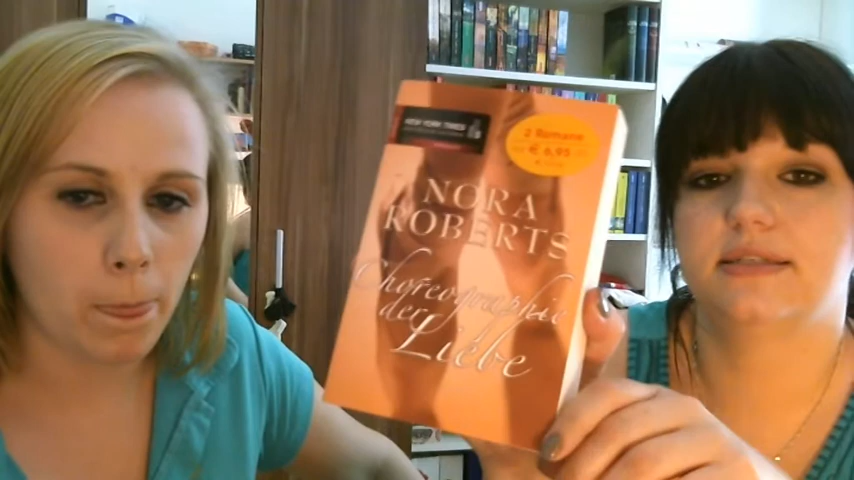 NEW YORK TIMES
2 Romane
€ 6,95
NORA
ROBERTS
Choreographie
der
Liebe